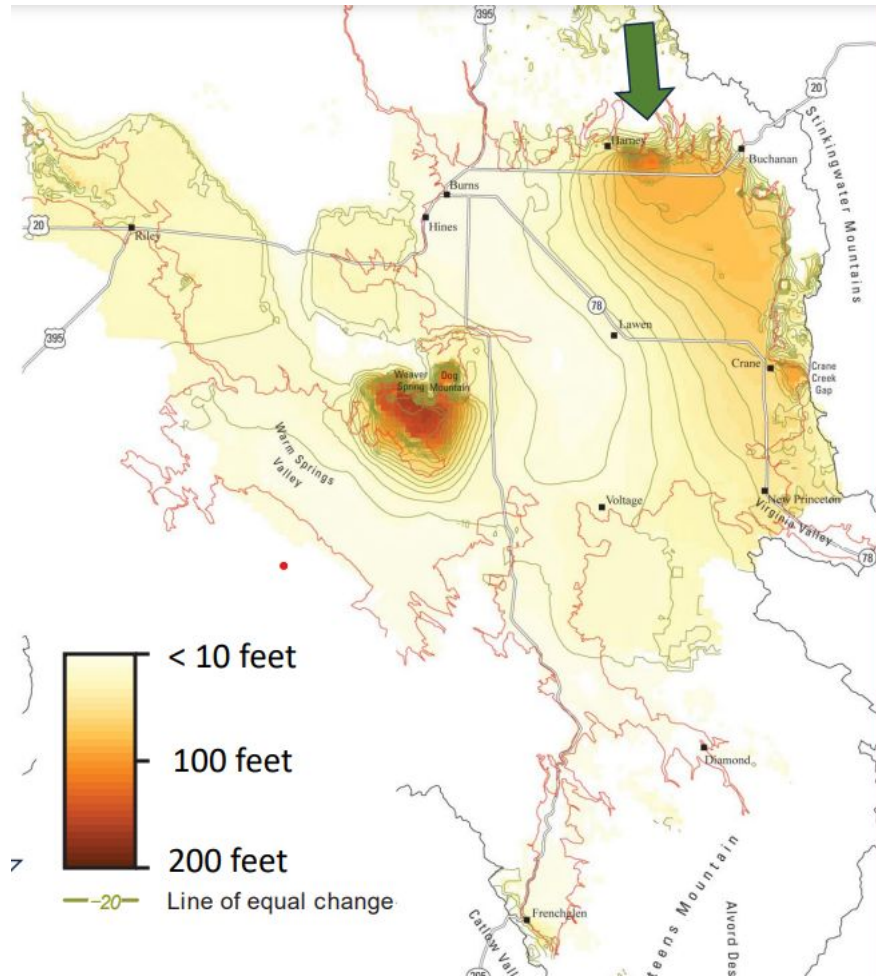 395
20
Stinkingwater Mountains
Harney
Buchanan
Burns
Hines
20
Riley
78
Lawen
395
Crane
Crane
Creek
Gap
Weaver
Spring
Dog
Mountain
Warm Springs
Valley
Voltage
New Princeton
Virginia Valley
78
< 10 feet
100 feet
200 feet
-20- Line of equal change
Diamond
Frenchglen
Catlow Val
teens Mountain
Alvord Des